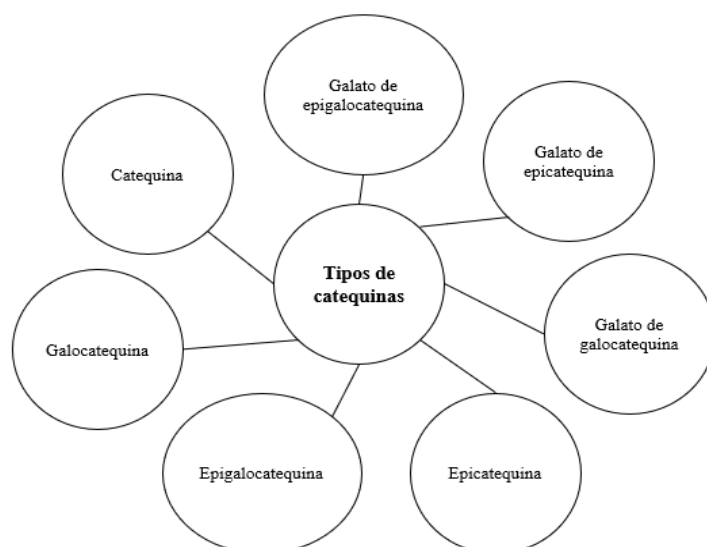 Galato de
epigalocatequina
Galato de
epicatequina
Catequina
Tipos de
catequinas
Galato de
galocatequina
Galocatequina
Epigalocatequina
Epicatequina